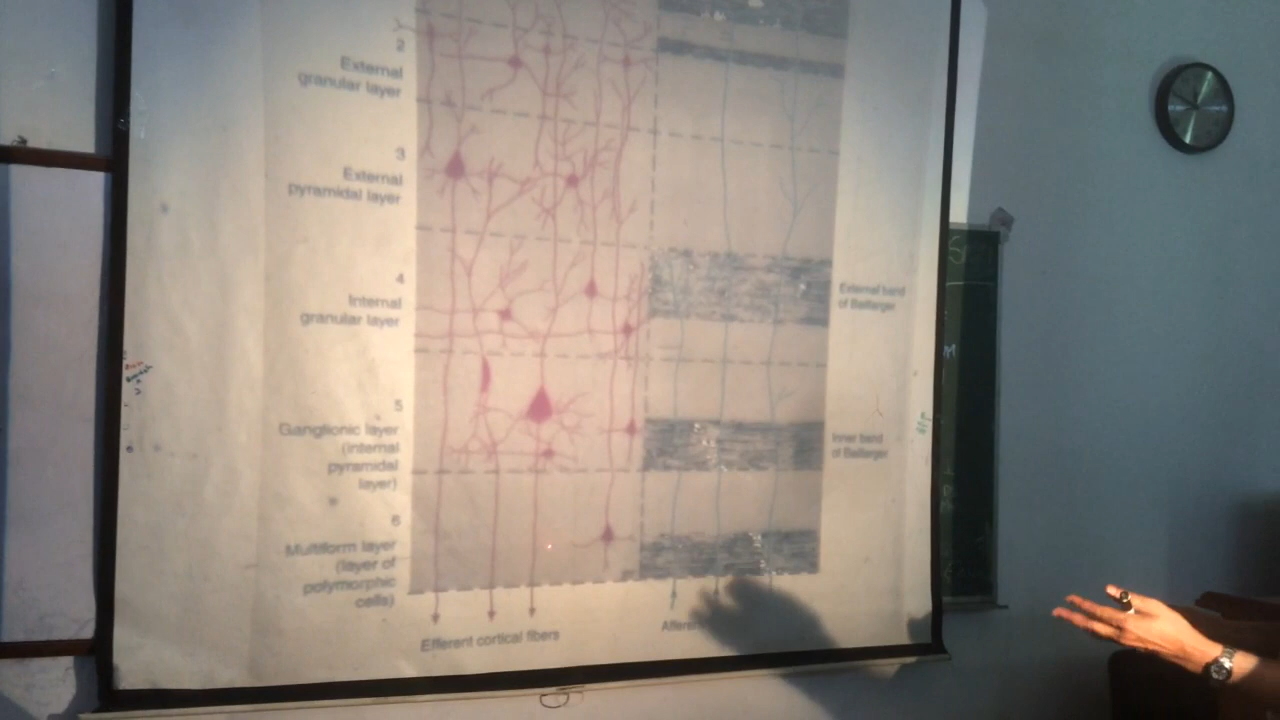 2
External
granular layer
3
External
pyramidal layer
4
Internal
granular layer
External band
of Baillarger
5
Ganglionic layer
(internal
pyramidal
layer)
Inner band
of Baillarger
6
Multiform layer
(layer of
polymorphic
cells)
Efferent cortical fibers